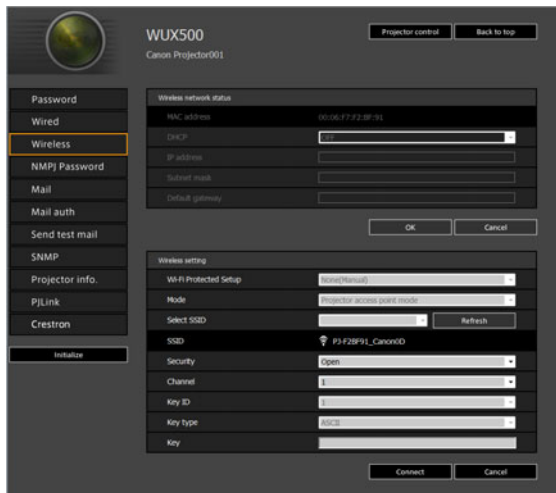 WUX500
Projector control
Back to top
Canon Projector001
Password
Wired
Wireless
NMPJ Password
Mail
Mail auth
Send test mail
SNMP
Projector info.
PJLink
Crestron
Initialize
Wireless network status
MAC address 00:06:F7:F2:8F:91
DHCP OFF
IP address
Subnet mask
Default gateway
OK
Cancel
Wireless setting
Wi-Fi Protected Setup None(Manual)
Mode Projector access point mode
Select SSID Refresh
SSID PJ-F28F91_Canon0D
Security Open
Channel 1
Key ID 1
Key type ASCII
Key
Connect
Cancel